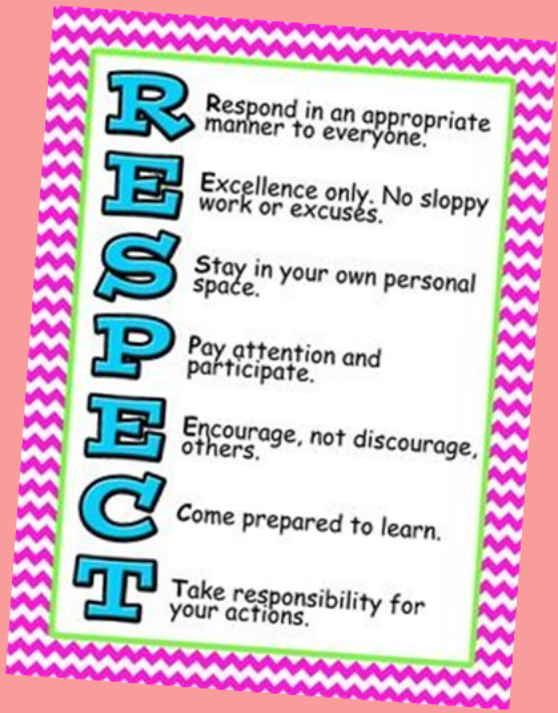 R Respond in an appropriate
manner to everyone.
E Excellence only. No sloppy
work or excuses.
S Stay in your own personal
space.
P Pay attention and
participate.
E Encourage, not discourage,
others.
C Come prepared to learn.
T Take responsibility for
your actions.